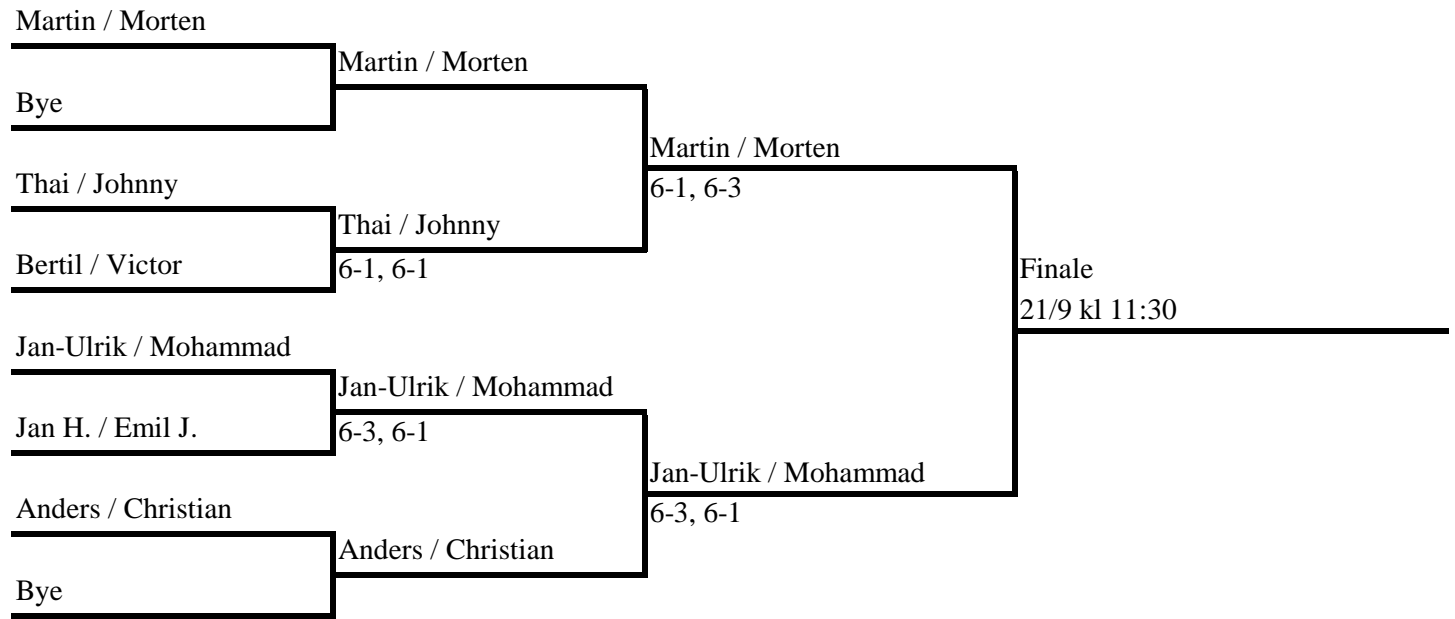 Martin / Morten
Martin / Morten
Bye
Martin / Morten
6-1, 6-3
Thai / Johnny
Thai / Johnny
6-1, 6-1
Bertil / Victor
Finale
21/9 kl 11:30
Jan-Ulrik / Mohammad
Jan-Ulrik / Mohammad
6-3, 6-1
Jan H. / Emil J.
Jan-Ulrik / Mohammad
6-3, 6-1
Anders / Christian
Anders / Christian
Bye